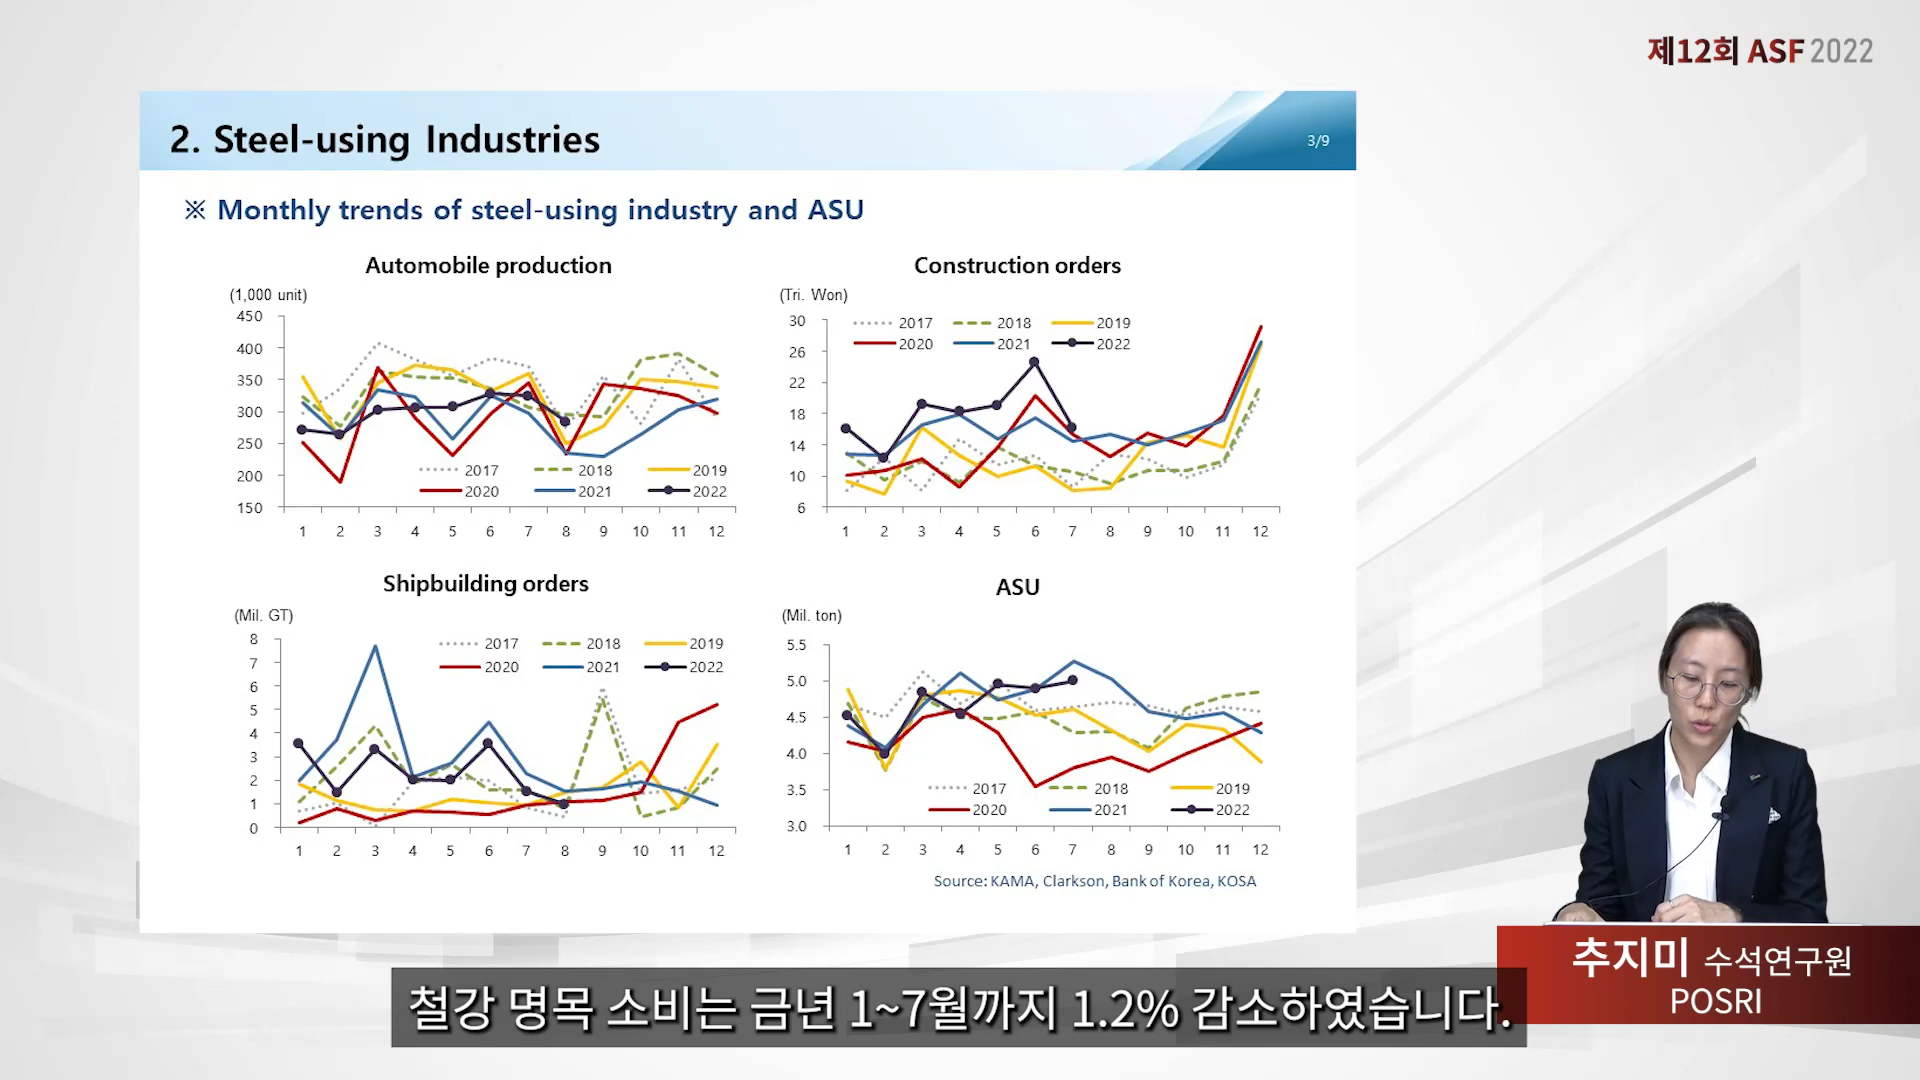 제12회 ASF 2022
2. Steel-using Industries
3/9
※ Monthly trends of steel-using industry and ASU
Automobile production
(1,000 unit)
450
400
350
300
250
200
150
2017 2018 2019
2020 2021 2022
1 2 3 4 5 6 7 8 9 10 11 12
Construction orders
(Tri. Won)
30
26
22
18
14
10
6
2017 2018 2019
2020 2021 2022
1 2 3 4 5 6 7 8 9 10 11 12
Shipbuilding orders
(Mil. GT)
8
7
6
5
4
3
2
1
0
2017 2018 2019
2020 2021 2022
1 2 3 4 5 6 7 8 9 10 11 12
ASU
(Mil. ton)
5.5
5.0
4.5
4.0
3.5
3.0
2017 2018 2019
2020 2021 2022
1 2 3 4 5 6 7 8 9 10 11 12
Source: KAMA, Clarkson, Bank of Korea, KOSA
추지미 수석연구원
POSRI
철강 명목 소비는 금년 1~7월까지 1.2% 감소하였습니다.